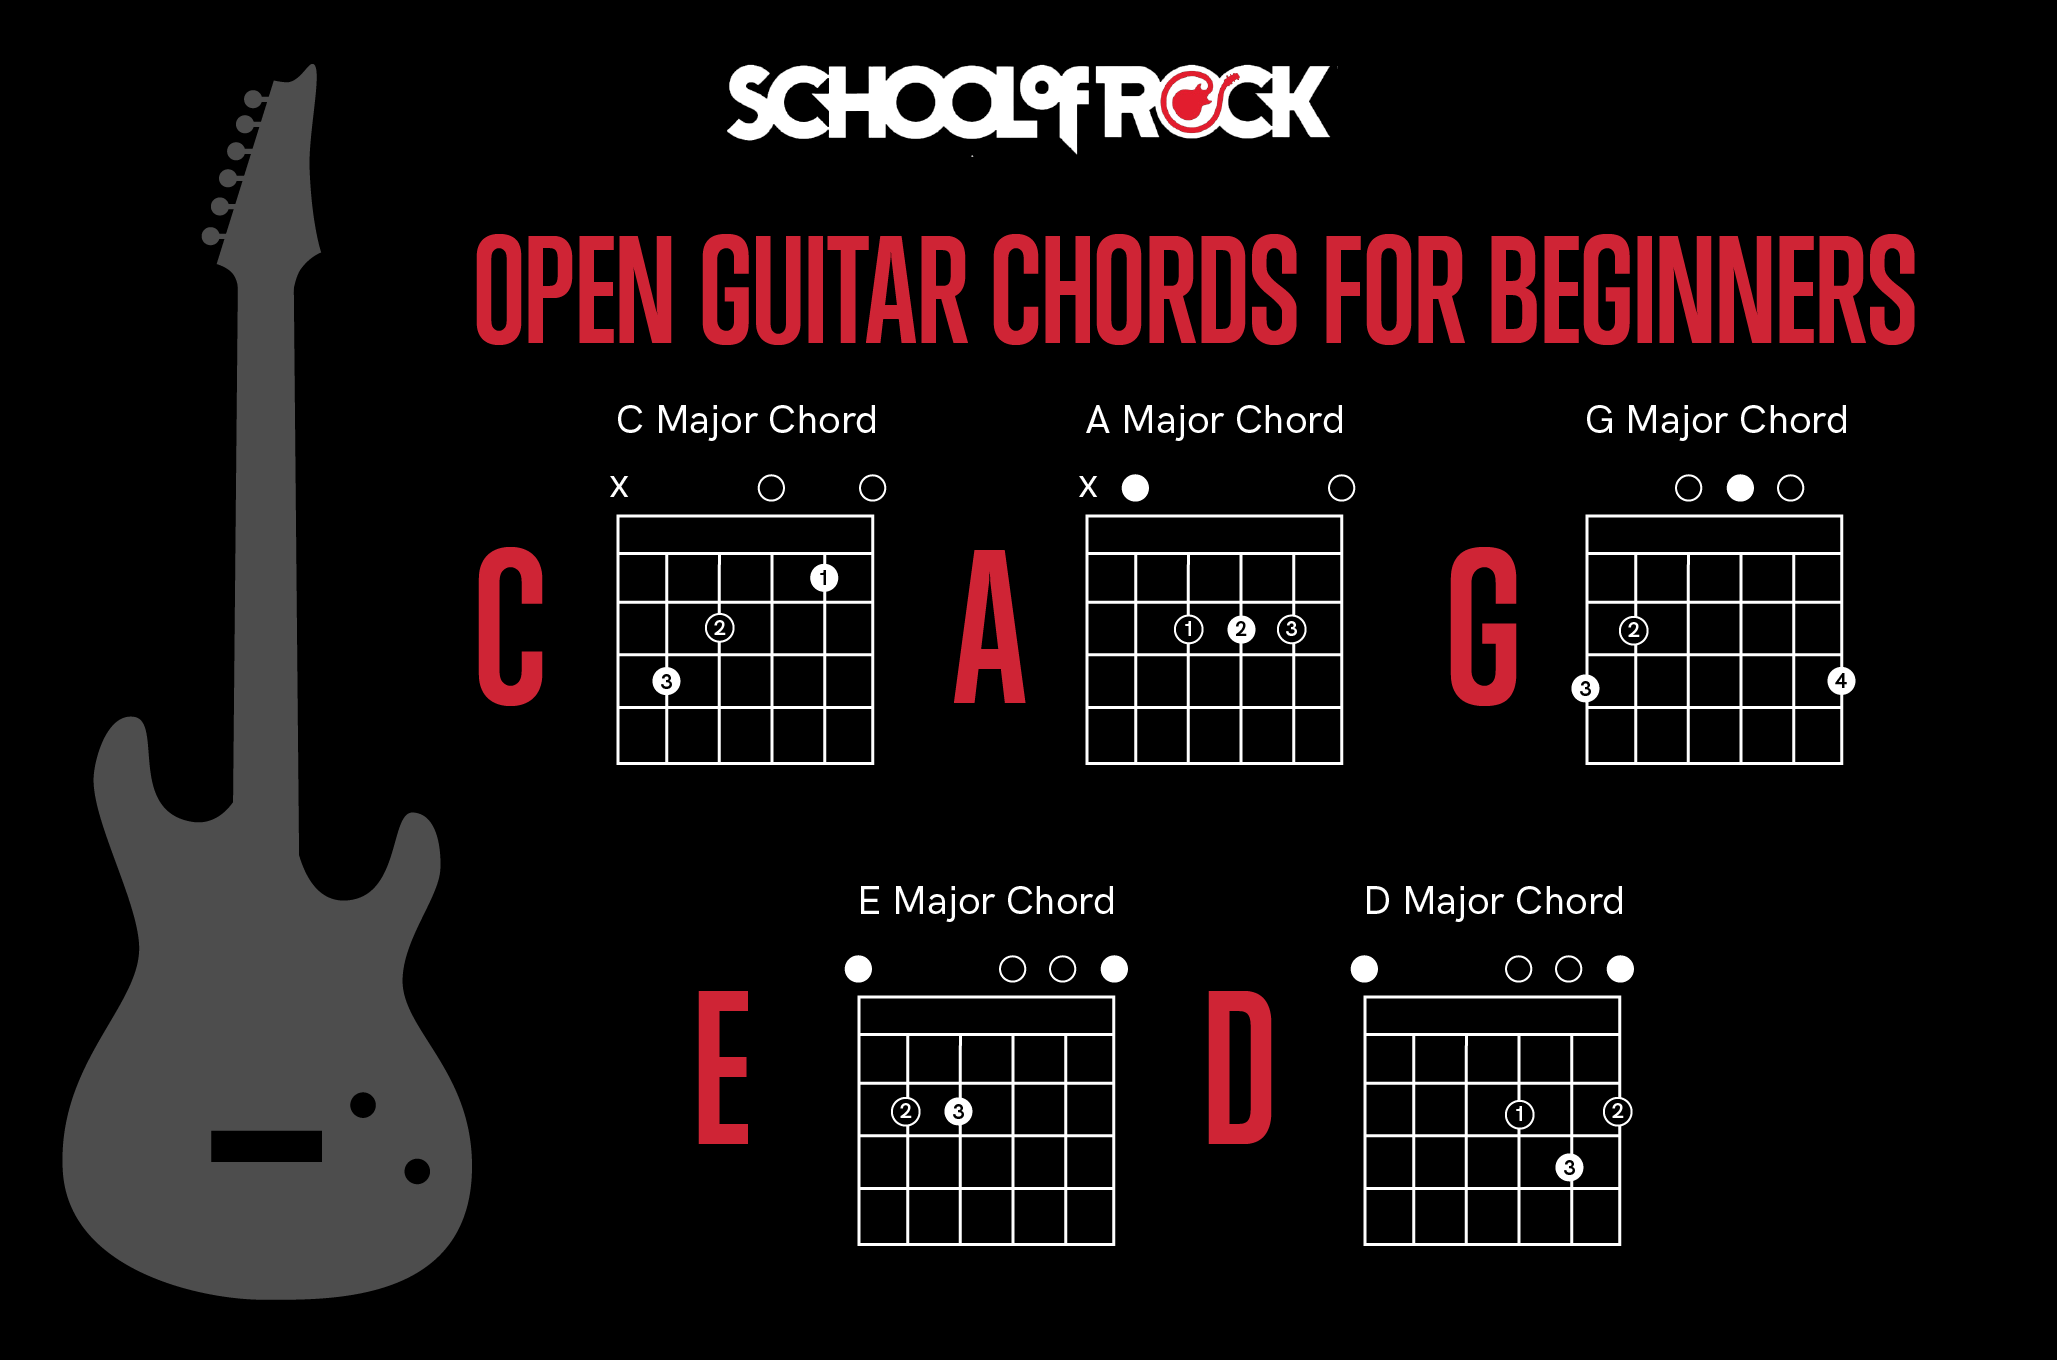 SCHOOL of ROCK
OPEN GUITAR CHORDS FOR BEGINNERS
C Major Chord
X
C
1
2
3
A Major Chord
X
A
1 2 3
G Major Chord
G
2
3
4
E Major Chord
E
2 3
D Major Chord
D
1 2
3